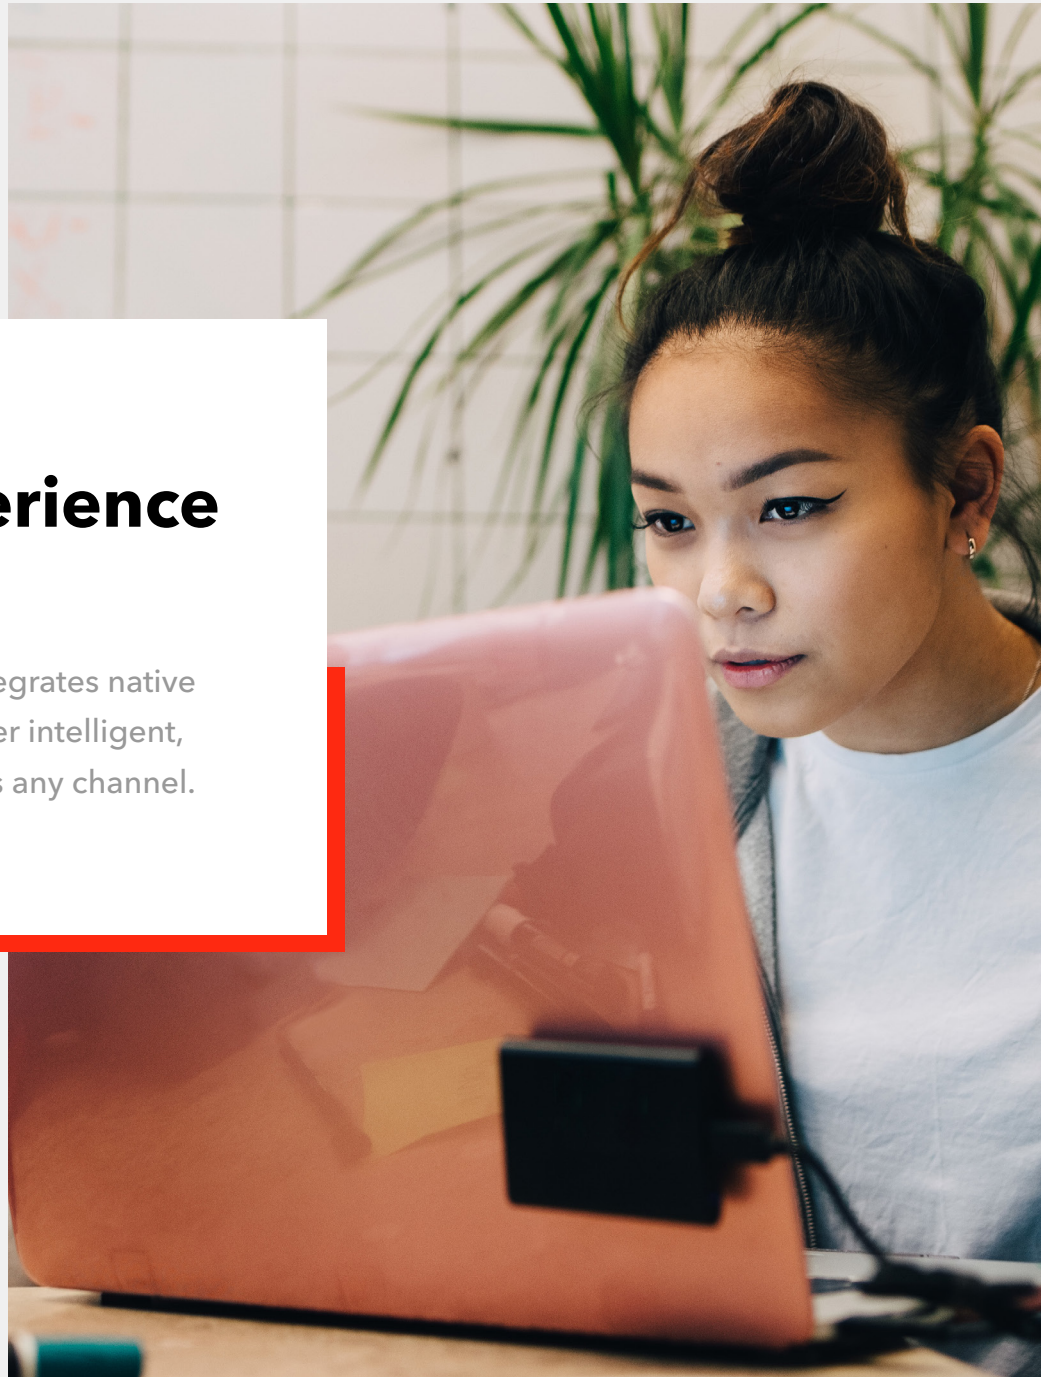 erience
egrates native
er intelligent,
s any channel.